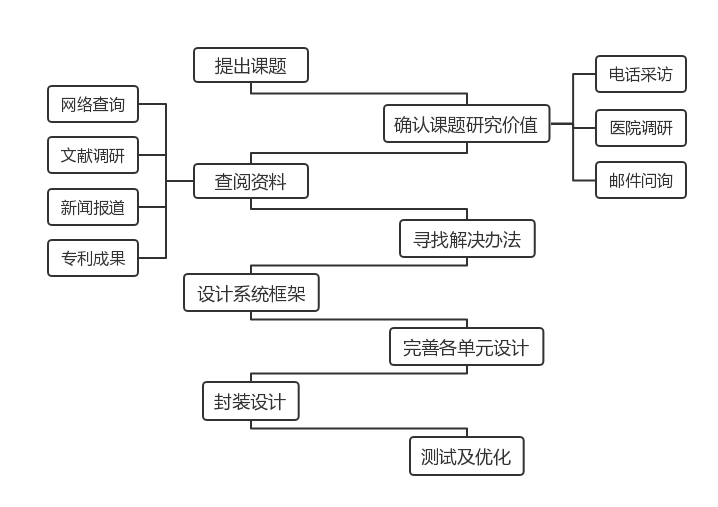 提出课题
电话采访
网络查询
确认课题研究价值
医院调研
文献调研
查阅资料
邮件问询
新闻报道
寻找解决办法
专利成果
设计系统框架
完善各单元设计
封装设计
测试及优化